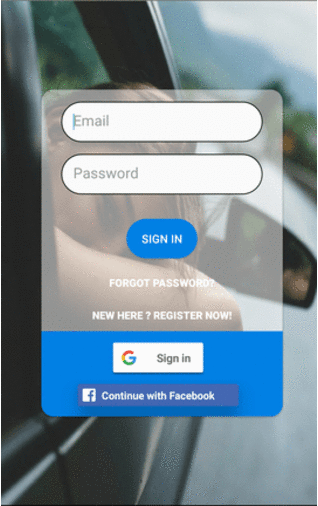 Email
Password
SIGN IN
FORGOT PASSWORD?
NEW HERE ? REGISTER NOW!
Sign in
Continue with Facebook